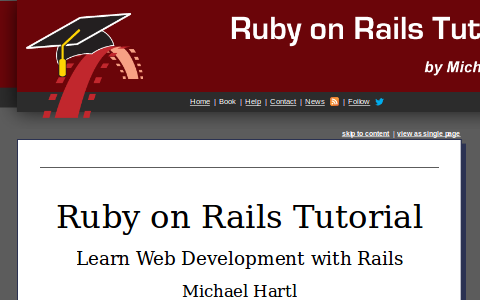 Ruby on Rails Tut
by Mich
Home | Book | Help | Contact | News | Follow
skip to content | view as single page
Ruby on Rails Tutorial
Learn Web Development with Rails
Michael Hartl